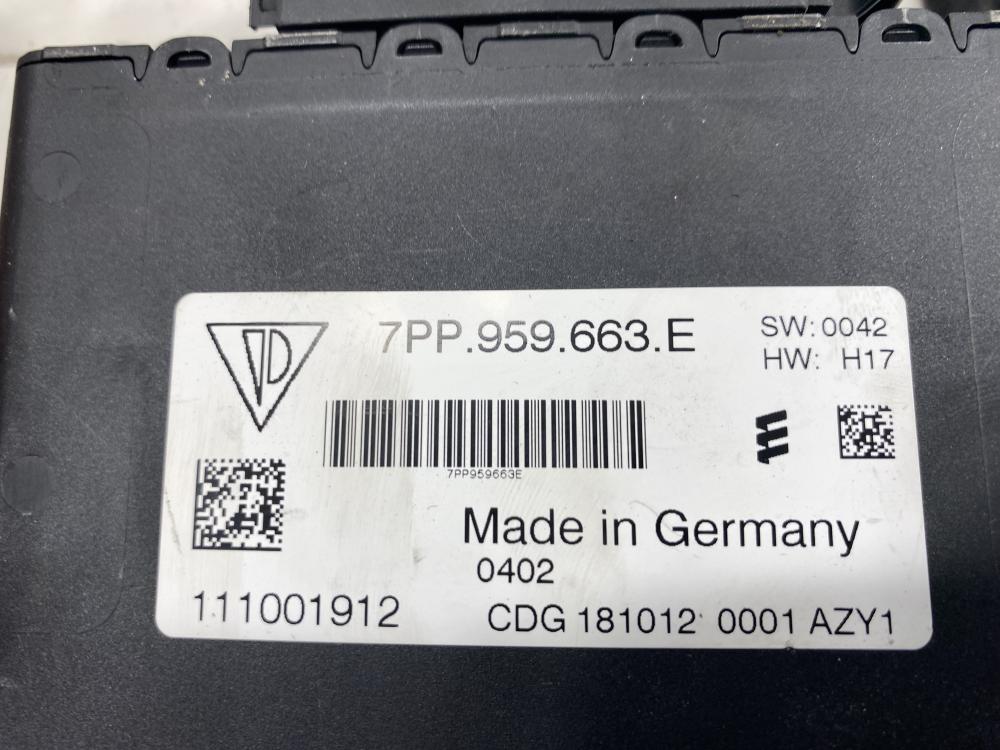 7PP.959.663.E
SW: 0042
HW: H17
7PP959663E
Made in Germany
0402
111001912
CDG 181012 0001 AZY1